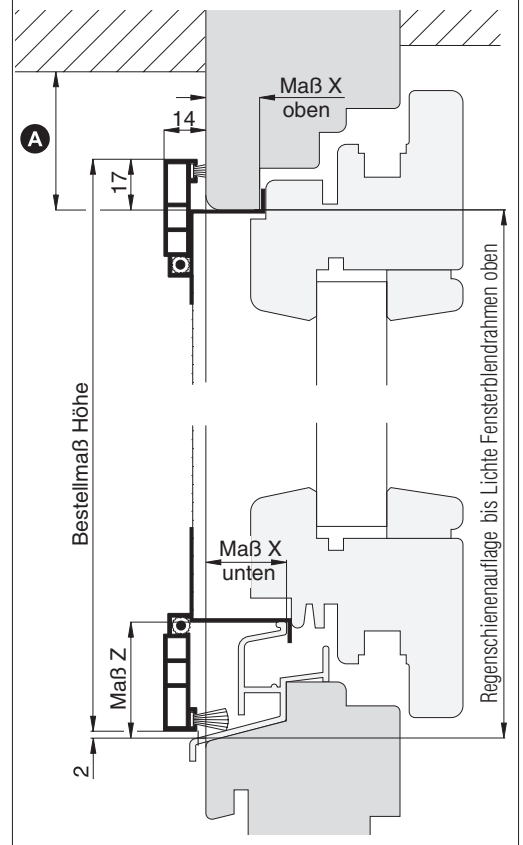 Maß X
oben
14
A
17
Bestellmaß Höhe
Regenschienenauflage bis Lichte Fensterblendrahmen oben
Maß X
unten
Maß Z
2